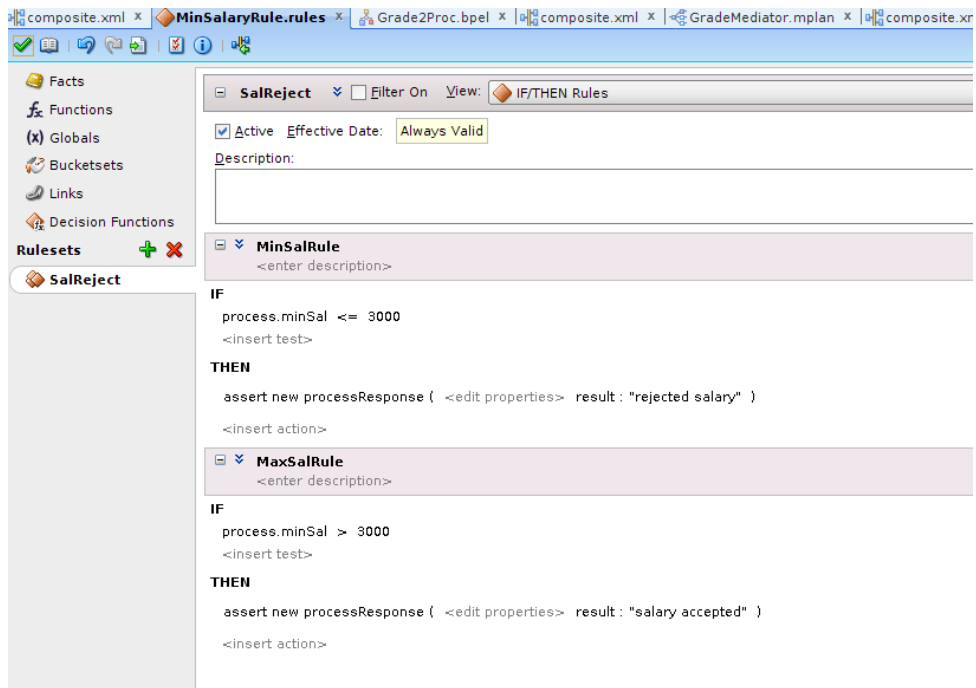 composite.xml x MinSalaryRule.rules x Grade2Proc.bpel x composite.xml x GradeMediator.mplan x composite.xm
Facts
SalReject Filter On View: IF/THEN Rules
fx Functions
(x) Globals
Active Effective Date: Always Valid
Bucketsets
Description:
Links
Decision Functions
Rulesets
SalReject
MinSalRule
<enter description>
IF
process.minSal <= 3000
<insert test>
THEN
assert new processResponse ( <edit properties> result : "rejected salary" )
<insert action>
MaxSalRule
<enter description>
IF
process.minSal > 3000
<insert test>
THEN
assert new processResponse ( <edit properties> result : "salary accepted" )
<insert action>